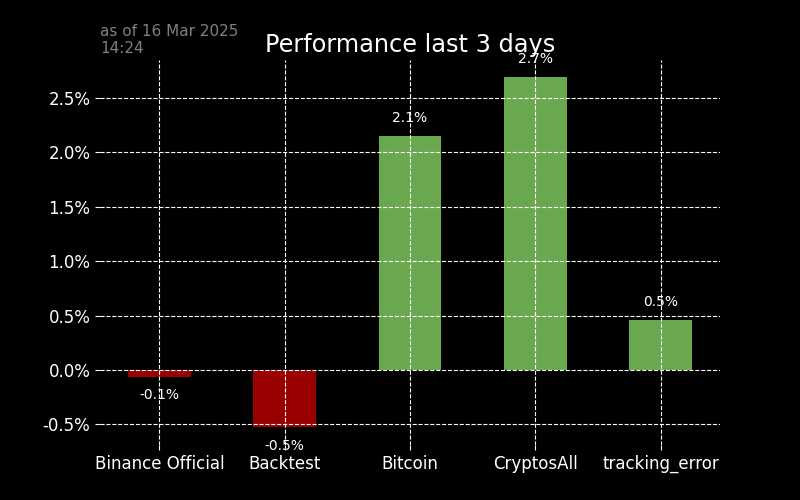 as of 16 Mar 2025
14:24
Performance last 3 days
2.7%
2.5%
2.1%
2.0%
1.5%
1.0%
0.5%
0.5%
0.0%
-0.1%
-0.5%
-0.5%
Binance Official
Backtest
Bitcoin
CryptosAll
tracking_error